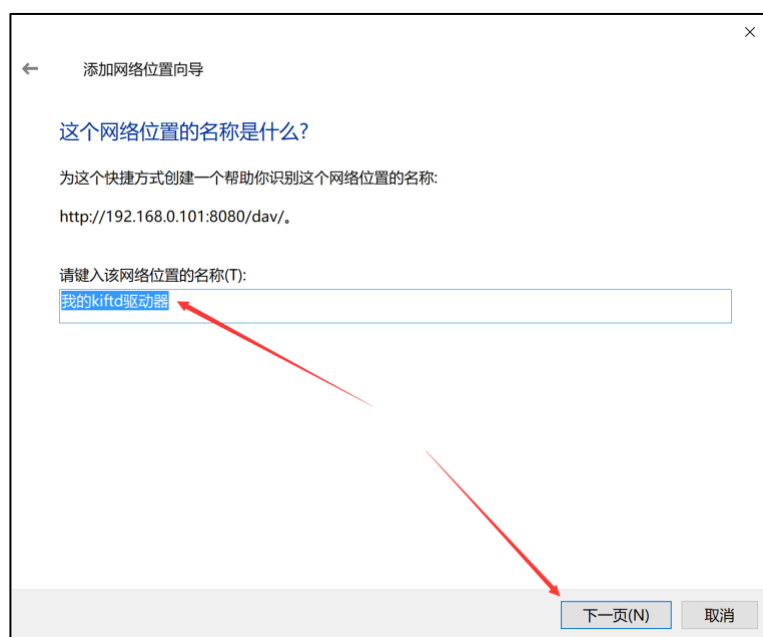 添加网络位置向导
这个网络位置的名称是什么?
为这个快捷方式创建一个帮助你识别这个网络位置的名称:
http://192.168.0.101:8080/dav/。
请键入该网络位置的名称(T):
我的kiftd驱动器
下一页(N)
取消